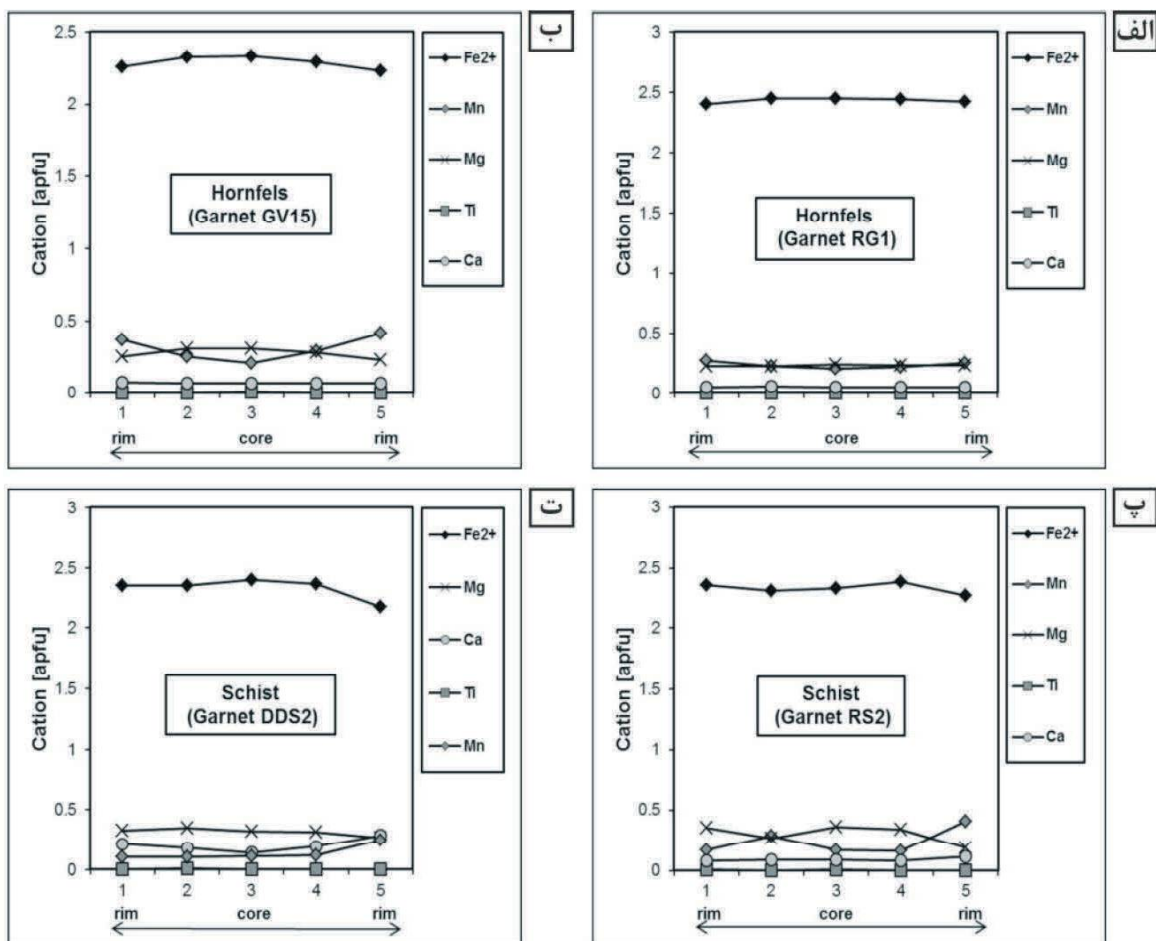 الف
3
2.5
2
1.5
1
0.5
0
Cation [apfu]
Hornfels
(Garnet RG1)
1 2 3 4 5
rim core rim
Fe2+
Mn
Mg
Ti
Ca
ب
2.5
2
1.5
1
0.5
0
Cation [apfu]
Hornfels
(Garnet GV15)
1 2 3 4 5
rim core rim
Fe2+
Mn
Mg
Ti
Ca
پ
3
2.5
2
1.5
1
0.5
0
Cation [apfu]
Schist
(Garnet RS2)
1 2 3 4 5
rim core rim
Fe2+
Mn
Mg
Ti
Ca
ت
3
2.5
2
1.5
1
0.5
0
Cation [apfu]
Schist
(Garnet DDS2)
1 2 3 4 5
rim core rim
Fe2+
Mg
Ca
Ti
Mn